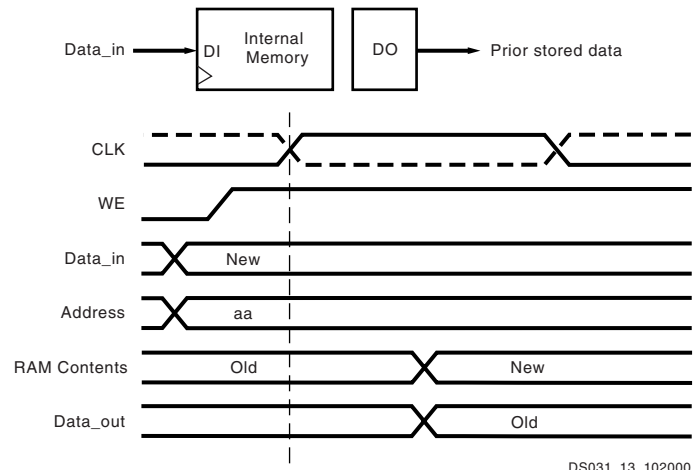 Data_in
DI
Internal
Memory
DO
Prior stored data
CLK
WE
Data_in
New
Address
aa
RAM Contents
Old
New
Data_out
Old
DS031_13_102000